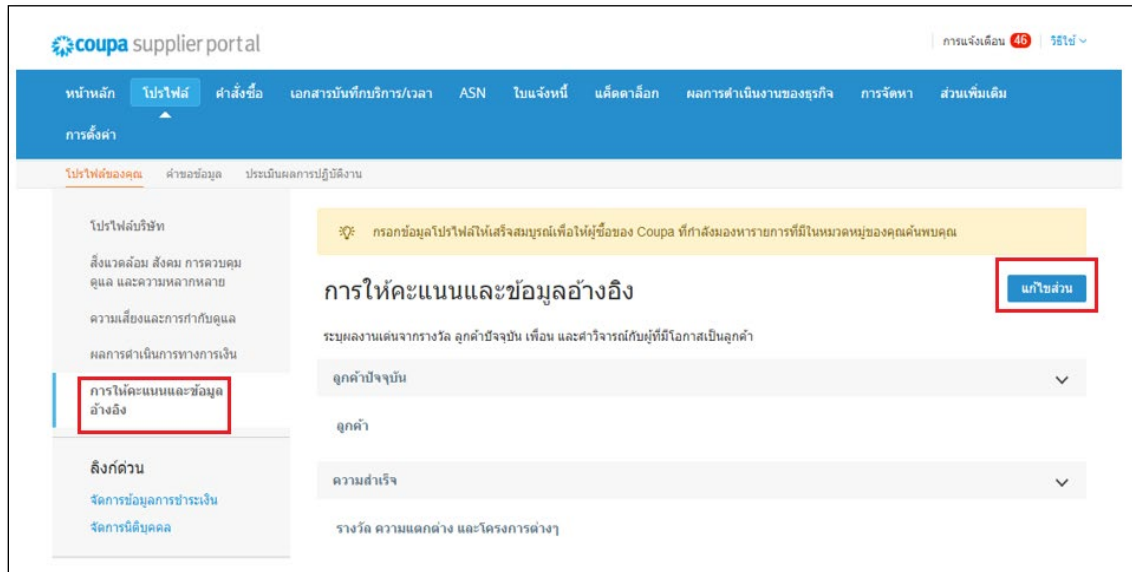 coupa supplier portal
การแจ้งเตือน 46 วิธีใช้
หน้าหลัก โปรไฟล์ คำสั่งซื้อ เอกสารบันทึกบริการ/เวลา ASN ใบแจ้งหนี้ แค็ตตาล็อก ผลการดำเนินงานของธุรกิจ การจัดหา ส่วนเพิ่มเติม
การตั้งค่า
โปรไฟล์ของคุณ คำขอข้อมูล ประเมินผลการปฏิบัติงาน
โปรไฟล์บริษัท
กรอกข้อมูลโปรไฟล์ให้เสร็จสมบูรณ์เพื่อให้ผู้ซื้อของ Coupa ที่กำลังมองหารายการที่มีในหมวดหมู่ของคุณค้นพบคุณ
สิ่งแวดล้อม สังคม การควบคุม
ดูแล และความหลากหลาย
ความเสี่ยงและการกำกับดูแล
ผลการดำเนินการทางการเงิน
การให้คะแนนและข้อมูล
อ้างอิง
ลิงก์ด่วน
จัดการข้อมูลการชำระเงิน
จัดการนิติบุคคล
การให้คะแนนและข้อมูลอ้างอิง
แก้ไขส่วน
ระบุผลงานเด่นจากรางวัล ลูกค้าปัจจุบัน เพื่อน และคำวิจารณ์กับผู้ที่มีโอกาสเป็นลูกค้า
ลูกค้าปัจจุบัน
ลูกค้า
ความสำเร็จ
รางวัล ความแตกต่าง และโครงการต่างๆ